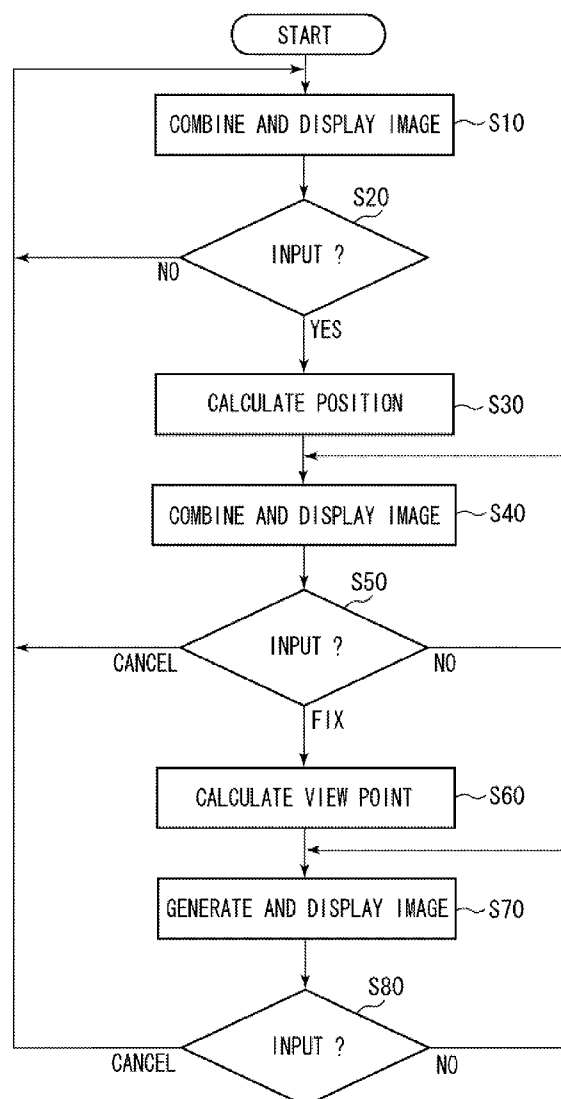 START
COMBINE AND DISPLAY IMAGE
S10
S20
INPUT ?
NO
YES
CALCULATE POSITION
S30
COMBINE AND DISPLAY IMAGE
S40
S50
INPUT ?
CANCEL
NO
FIX
CALCULATE VIEW POINT
S60
GENERATE AND DISPLAY IMAGE
S70
S80
INPUT ?
CANCEL
NO